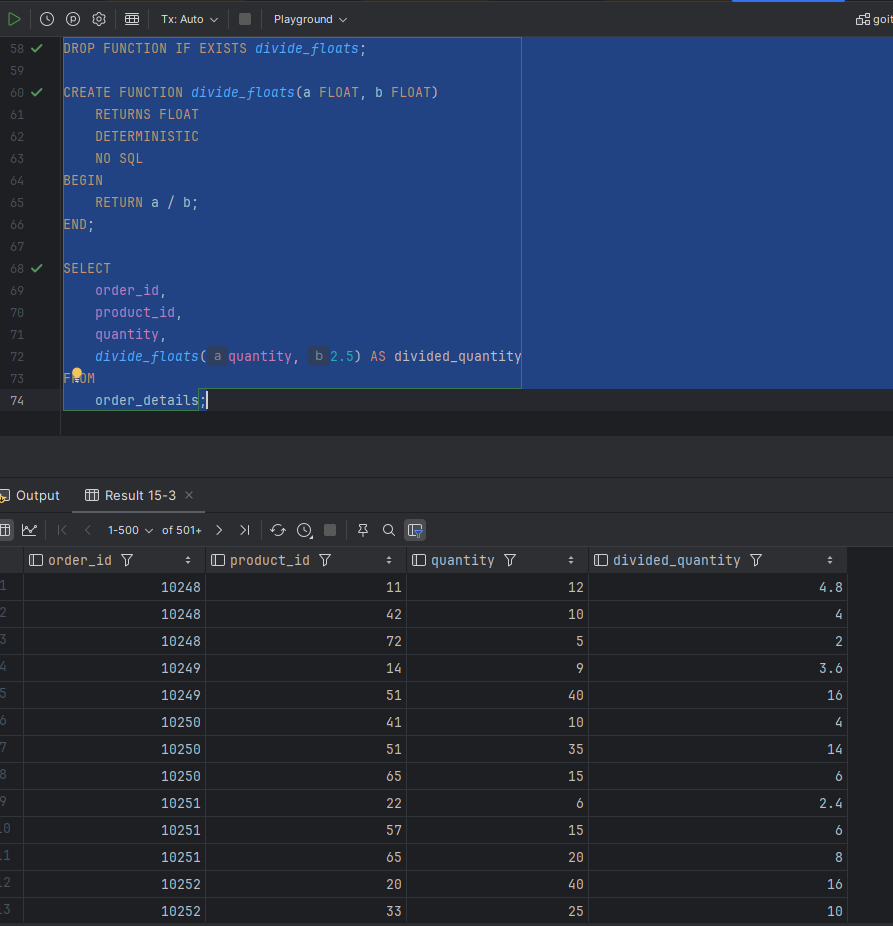 Tx: Auto Playground goit
58 DROP FUNCTION IF EXISTS divide_floats;
59
60 CREATE FUNCTION divide_floats(a FLOAT, b FLOAT)
61 RETURNS FLOAT
62 DETERMINISTIC
63 NO SQL
64 BEGIN
65 RETURN a / b;
66 END;
67
68 SELECT
69 order_id,
70 product_id,
71 quantity,
72 divide_floats( a quantity, b 2.5) AS divided_quantity
73 FROM
74 order_details;
Output Result 15-3
1-500 of 501+
order_id product_id quantity divided_quantity
1 10248 11 12 4.8
2 10248 42 10 4
3 10248 72 5 2
4 10249 14 9 3.6
5 10249 51 40 16
6 10250 41 10 4
7 10250 51 35 14
8 10250 65 15 6
9 10251 22 6 2.4
0 10251 57 15 6
1 10251 65 20 8
2 10252 20 40 16
3 10252 33 25 10